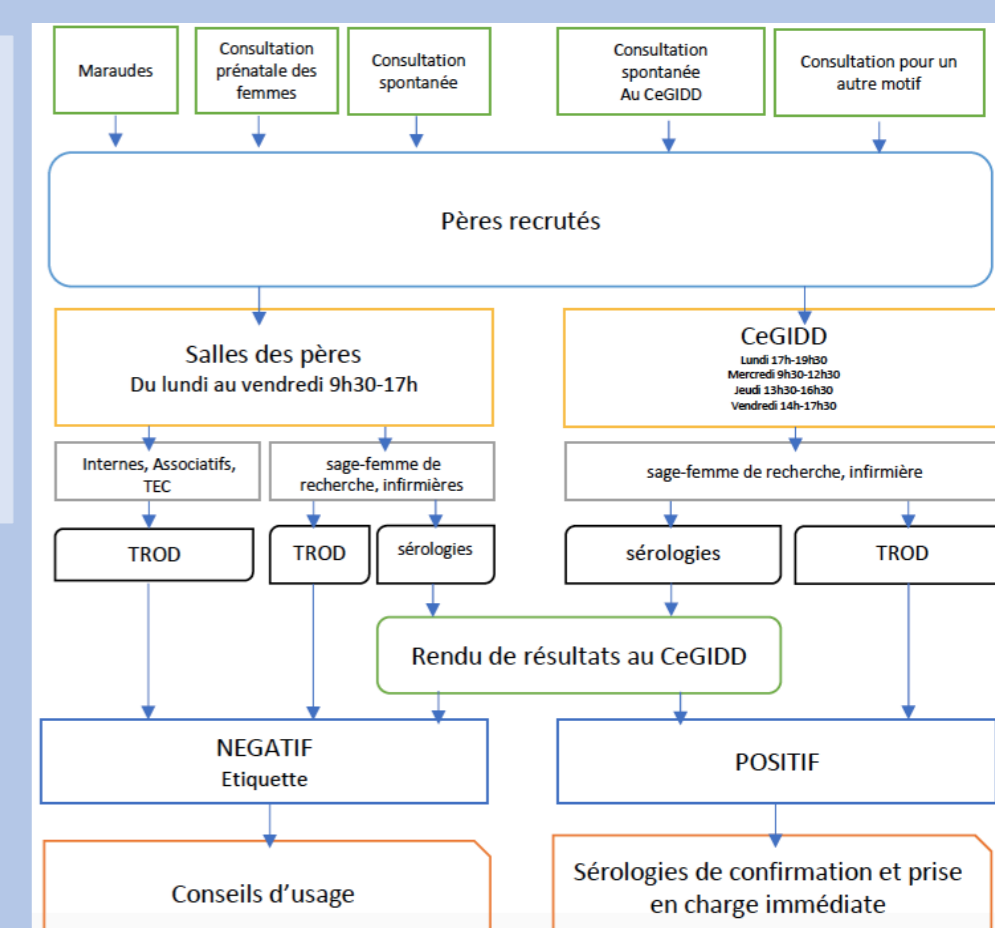 Maraudes
Consultation
prénatale des
femmes
Consultation
spontanée
Consultation
spontanée
Au CeGIDD
Consultation pour un
autre motif
Pères recrutés
Salles des pères
Du lundi au vendredi 9h30-17h
CeGIDD
Lundi 17h-19h30
Mercredi 9h30-12h30
Jeudi 13h30-16h30
Vendredi 14h-17h30
Internes, Associatifs,
TEC
sage-femme de
recherche, infirmières
sage-femme de recherche, infirmière
TROD
TROD
sérologies
sérologies
TROD
Rendu de résultats au CeGIDD
NEGATIF
Etiquette
POSITIF
Conseils d’usage
Sérologies de confirmation et prise
en charge immédiate